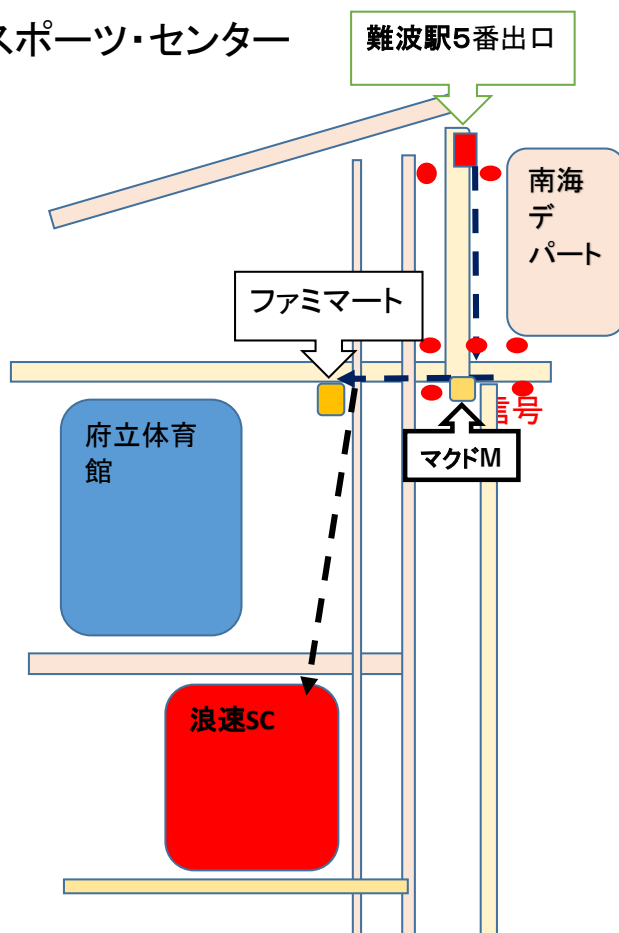 スポーツ・センター
難波駅5番出口
南海
デ
パート
ファミマート
信号
マクドM
府立体育
館
浪速SC